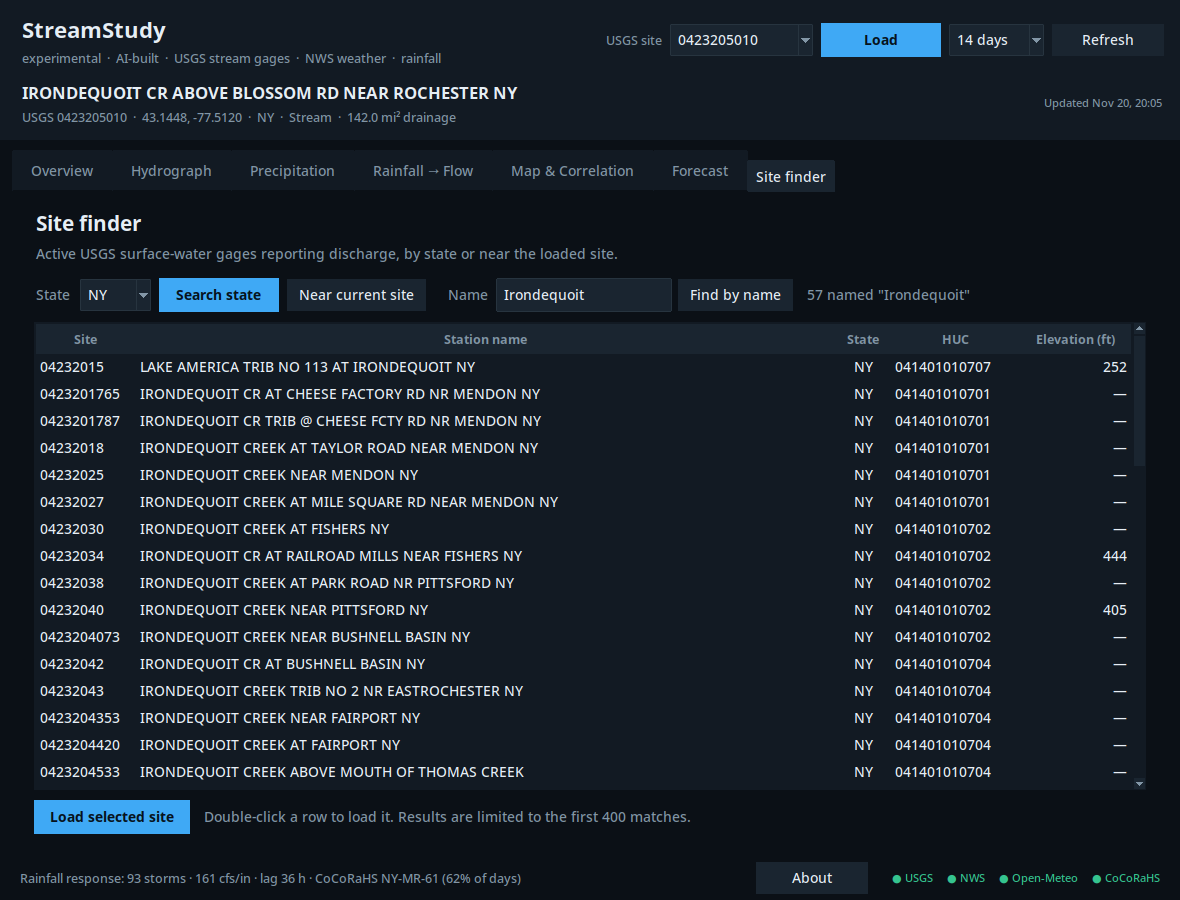 StreamStudy
experimental · AI-built · USGS stream gages · NWS weather · rainfall
USGS site 0423205010 Load 14 days Refresh
IRONDEQUOIT CR ABOVE BLOSSOM RD NEAR ROCHESTER NY
USGS 0423205010 · 43.1448, -77.5120 · NY · Stream · 142.0 mi² drainage
Updated Nov 20, 20:05
Overview Hydrograph Precipitation Rainfall → Flow Map & Correlation Forecast Site finder
Site finder
Active USGS surface-water gages reporting discharge, by state or near the loaded site.
State NY Search state Near current site Name Irondequoit Find by name 57 named "Irondequoit"
Site Station name State HUC Elevation (ft)
04232015 LAKE AMERICA TRIB NO 113 AT IRONDEQUOIT NY NY 041401010707 252
0423201765 IRONDEQUOIT CR AT CHEESE FACTORY RD NR MENDON NY NY 041401010701 —
0423201787 IRONDEQUOIT CR TRIB @ CHEESE FCTY RD NR MENDON NY NY 041401010701 —
04232018 IRONDEQUOIT CREEK AT TAYLOR ROAD NEAR MENDON NY NY 041401010701 —
04232025 IRONDEQUOIT CREEK NEAR MENDON NY NY 041401010701 —
04232027 IRONDEQUOIT CREEK AT MILE SQUARE RD NEAR MENDON NY NY 041401010701 —
04232030 IRONDEQUOIT CREEK AT FISHERS NY NY 041401010702 —
04232034 IRONDEQUOIT CR AT RAILROAD MILLS NEAR FISHERS NY NY 041401010702 444
04232038 IRONDEQUOIT CREEK AT PARK ROAD NR PITTSFORD NY NY 041401010702 —
04232040 IRONDEQUOIT CREEK NEAR PITTSFORD NY NY 041401010702 405
0423204073 IRONDEQUOIT CREEK NEAR BUSHNELL BASIN NY NY 041401010702 —
04232042 IRONDEQUOIT CR AT BUSHNELL BASIN NY NY 041401010704 —
04232043 IRONDEQUOIT CREEK TRIB NO 2 NR EASTROCHESTER NY NY 041401010704 —
0423204353 IRONDEQUOIT CREEK NEAR FAIRPORT NY NY 041401010704 —
0423204420 IRONDEQUOIT CREEK AT FAIRPORT NY NY 041401010704 —
0423204533 IRONDEQUOIT CREEK ABOVE MOUTH OF THOMAS CREEK NY 041401010704 —
Load selected site Double-click a row to load it. Results are limited to the first 400 matches.
Rainfall response: 93 storms · 161 cfs/in · lag 36 h · CoCoRaHS NY-MR-61 (62% of days) About ● USGS ● NWS ● Open-Meteo ● CoCoRaHS